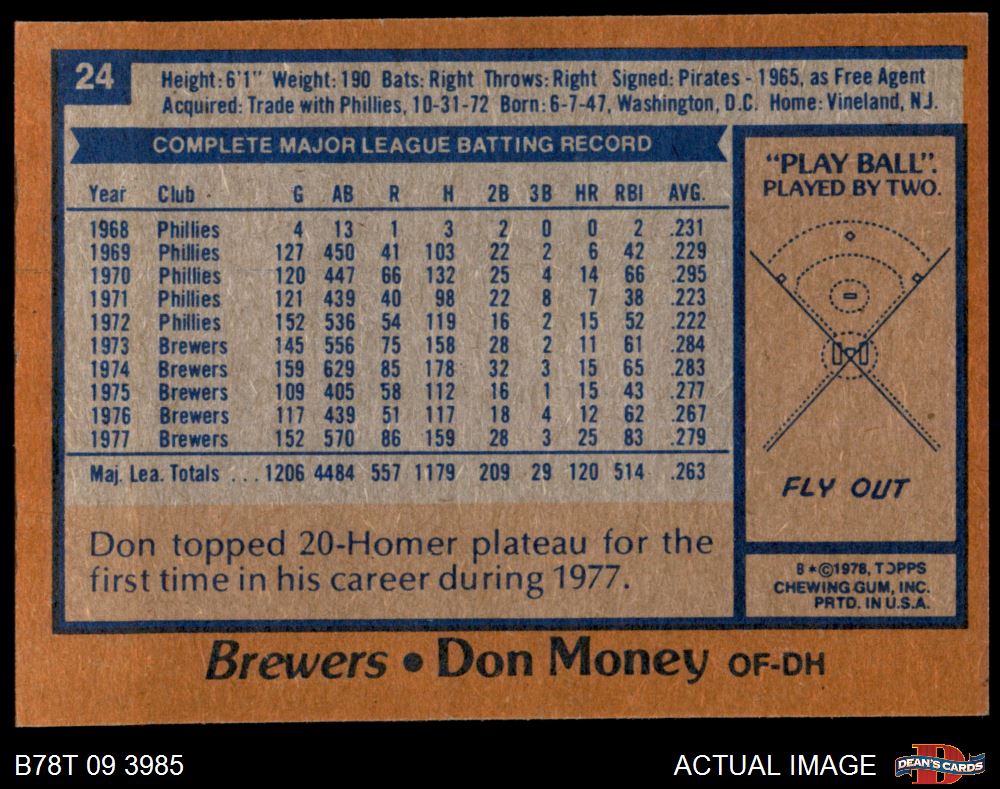 24
Height: 6'1" Weight: 190 Bats: Right Throws: Right Signed: Pirates - 1965, as Free Agent
Acquired: Trade with Phillies, 10-31-72 Born: 6-7-47, Washington, D.C. Home: Vineland, N.J.
COMPLETE MAJOR LEAGUE BATTING RECORD
Year Club G AB R H 2B 3B HR RBI AVG.
1968 Phillies 4 13 1 3 2 0 0 2 .231
1969 Phillies 127 450 41 103 22 2 6 42 .229
1970 Phillies 120 447 66 132 25 4 14 66 .295
1971 Phillies 121 439 40 98 22 8 7 38 .223
1972 Phillies 152 536 54 119 16 2 15 52 .222
1973 Brewers 145 556 75 158 28 2 11 61 .284
1974 Brewers 159 629 85 178 32 3 15 65 .283
1975 Brewers 109 405 58 112 16 1 15 43 .277
1976 Brewers 117 439 51 117 18 4 12 62 .267
1977 Brewers 152 570 86 159 28 3 25 83 .279
Maj. Lea. Totals ... 1206 4484 557 1179 209 29 120 514 .263
Don topped 20-Homer plateau for the
first time in his career during 1977.
"PLAY BALL".
PLAYED BY TWO.
FLY OUT
B*©1978, TOPPS
CHEWING GUM, INC.
PRTD. IN U.S.A.
Brewers • Don Money OF-DH
B78T 09 3985
ACTUAL IMAGE
D
DEAN'S CARDS